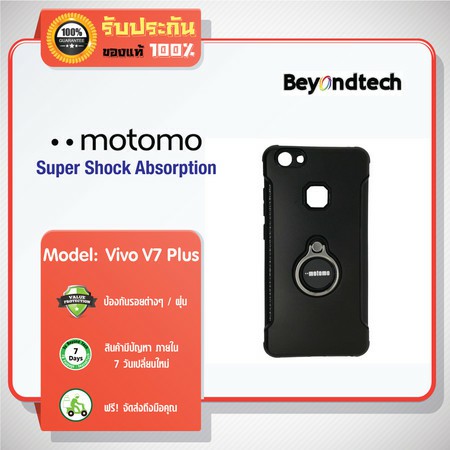 100%
GUARANTEE
รับประกัน
ของแท้ 100%
Beyondtech
motomo
Super Shock Absorption
Model: Vivo V7 Plus
VALUE
PROTECTION
ป้องกันรอยต่างๆ / ฝุ่น
7
Days
สินค้ามีปัญหา ภายใน
7 วันเปลี่ยนใหม่
ฟรี! จัดส่งถึงมือคุณ
motomo